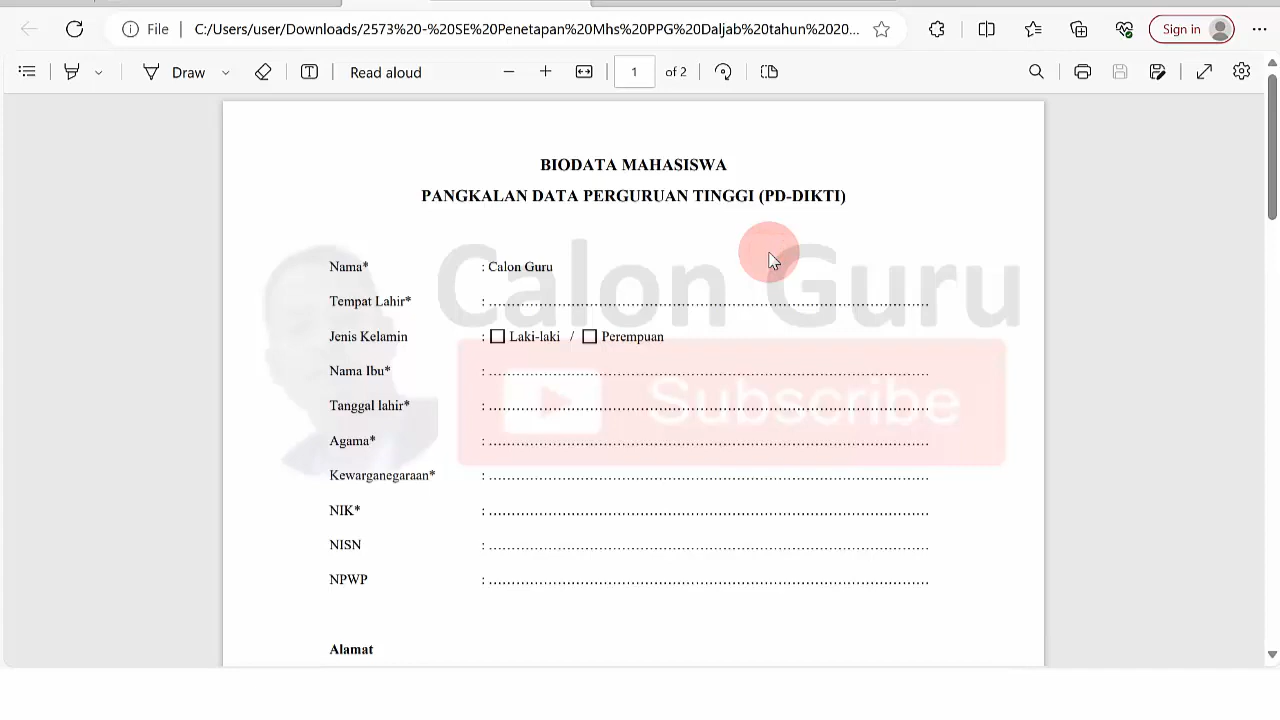 File C:/Users/user/Downloads/2573%20-%20SE%20Penetapan%20Mhs%20PPG%20Daljab%20tahun%2020... Sign in
Draw Read aloud 1 of 2
BIODATA MAHASISWA
PANGKALAN DATA PERGURUAN TINGGI (PD-DIKTI)
Calon Guru
Nama* : Calon Guru
Tempat Lahir* : ....................................................................................................
Jenis Kelamin : Laki-laki / Perempuan
Subscribe
Nama Ibu* : ....................................................................................................
Tanggal lahir* : ....................................................................................................
Agama* : ....................................................................................................
Kewarganegaraan* : ....................................................................................................
NIK* : ....................................................................................................
NISN : ....................................................................................................
NPWP : ....................................................................................................
Alamat